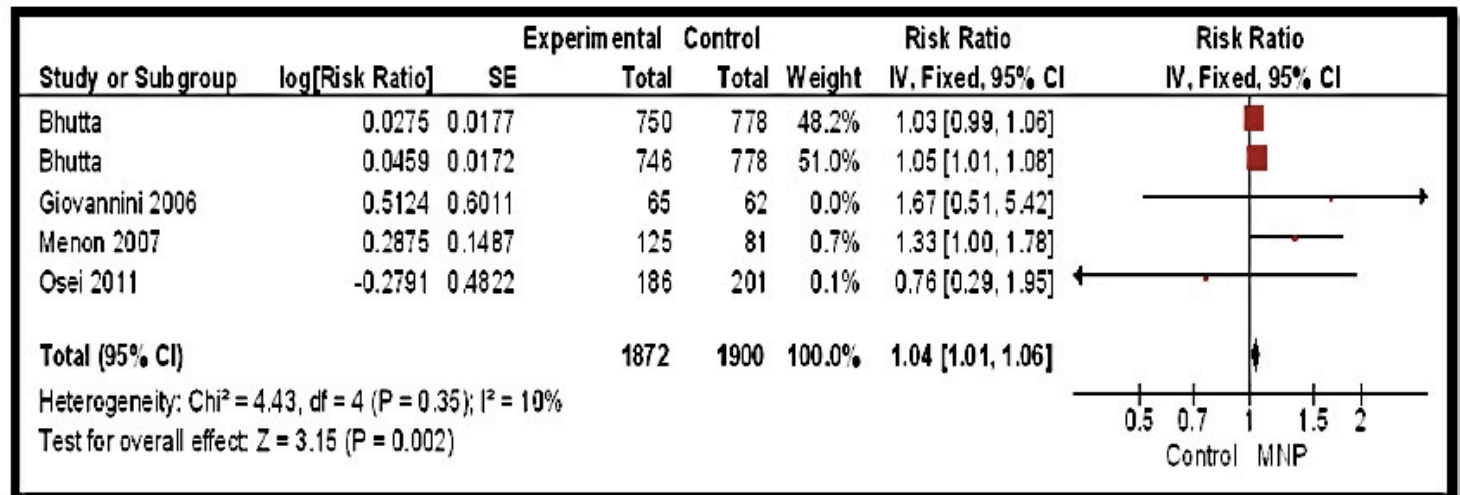 Experimental Control Risk Ratio Risk Ratio
Study or Subgroup log[Risk Ratio] SE Total Total Weight IV, Fixed, 95% CI IV, Fixed, 95% CI
Bhutta 0.0275 0.0177 750 778 48.2% 1.03 [0.99, 1.06]
Bhutta 0.0459 0.0172 746 778 51.0% 1.05 [1.01, 1.08]
Giovannini 2006 0.5124 0.6011 65 62 0.0% 1.67 [0.51, 5.42]
Menon 2007 0.2875 0.1487 125 81 0.7% 1.33 [1.00, 1.78]
Osei 2011 -0.2791 0.4822 186 201 0.1% 0.76 [0.29, 1.95]
Total (95% CI) 1872 1900 100.0% 1.04 [1.01, 1.06]
Heterogeneity: Chi² = 4.43, df = 4 (P = 0.35); I² = 10%
Test for overall effect: Z = 3.15 (P = 0.002)
0.5 0.7 1 1.5 2
Control MNP